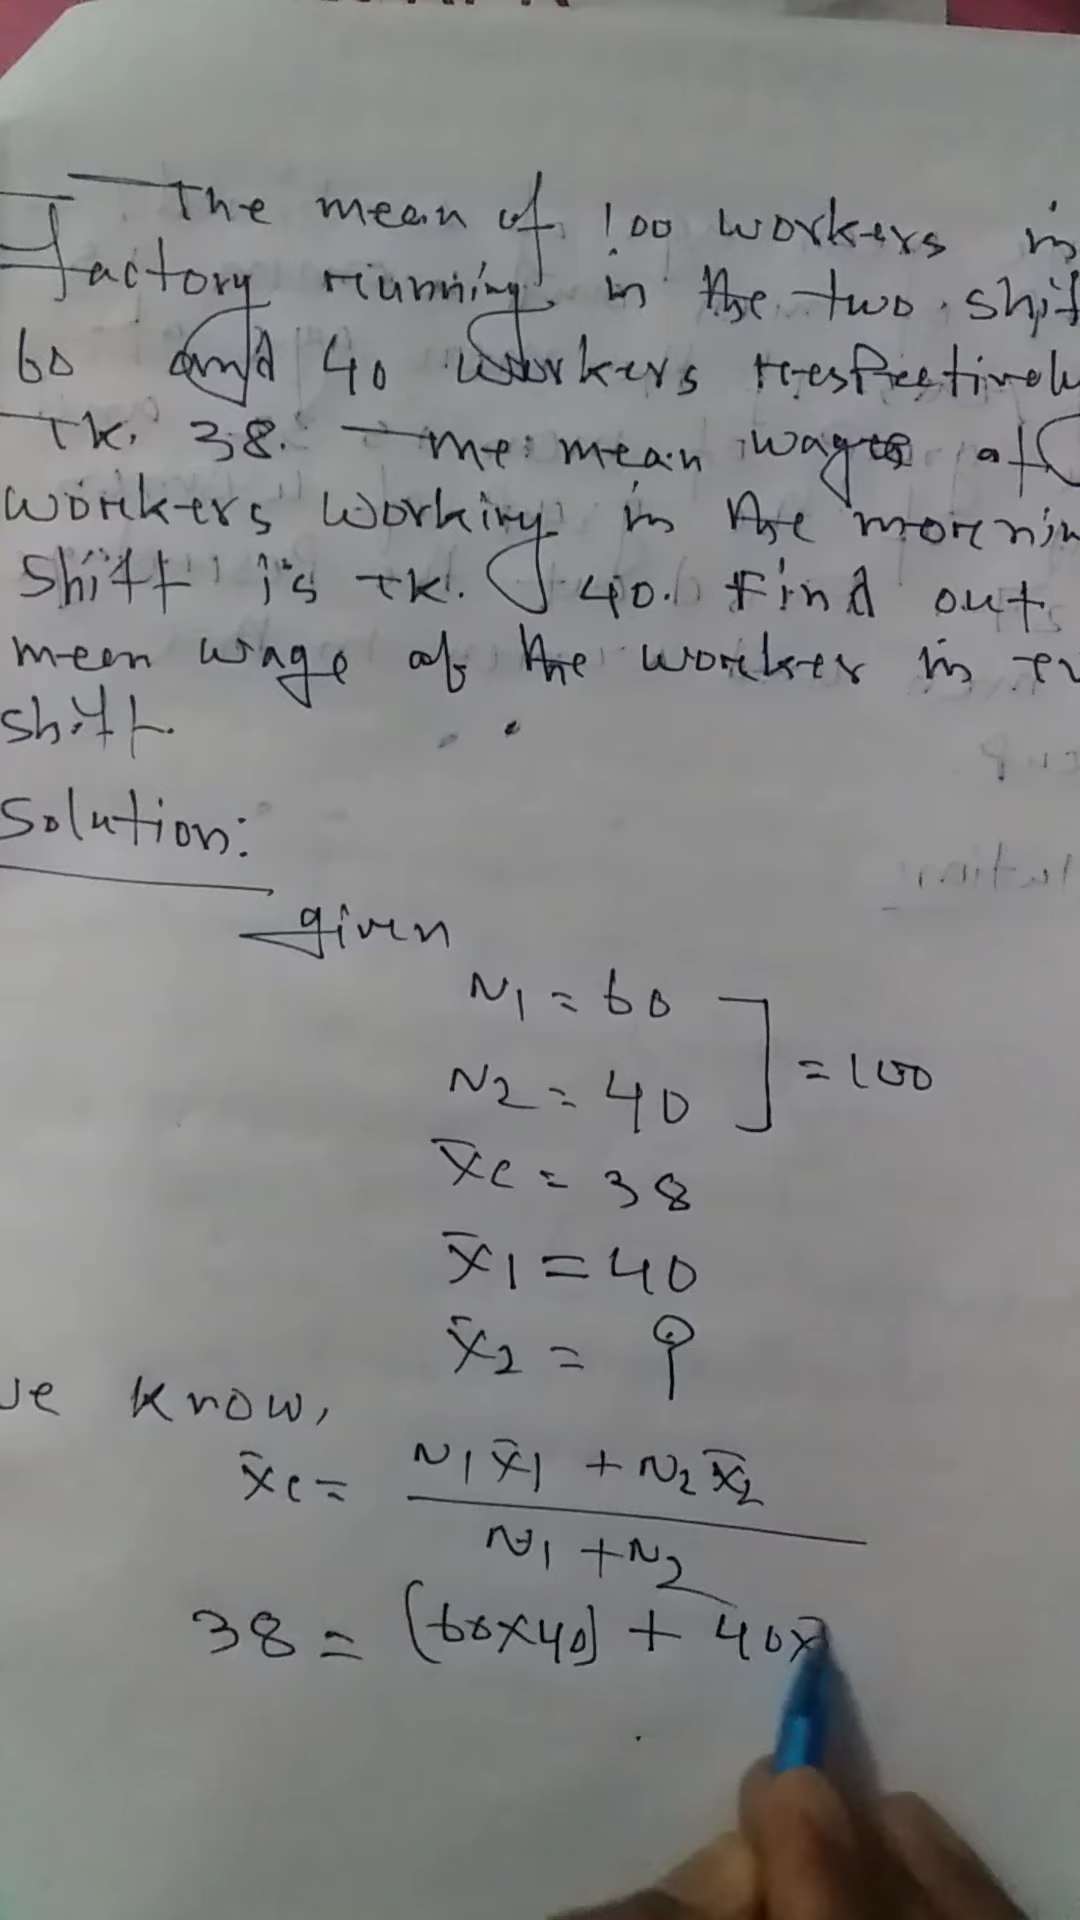 The mean of 100 workers in
factory running in the two shif
60 and 40 workers respectivel
Tk. 38. The mean wages of
workers working in the mornin
shift is Tk. 40. Find out
mean wage of the worker in ev
shift.
Solution:
given
N1 = 60
N2 = 40 ] = 100
x̄c = 38
x̄1 = 40
x̄2 = ?
we know,
x̄c = N1x̄1 + N2x̄2
N1 + N2
38 = (60×40) + 40x